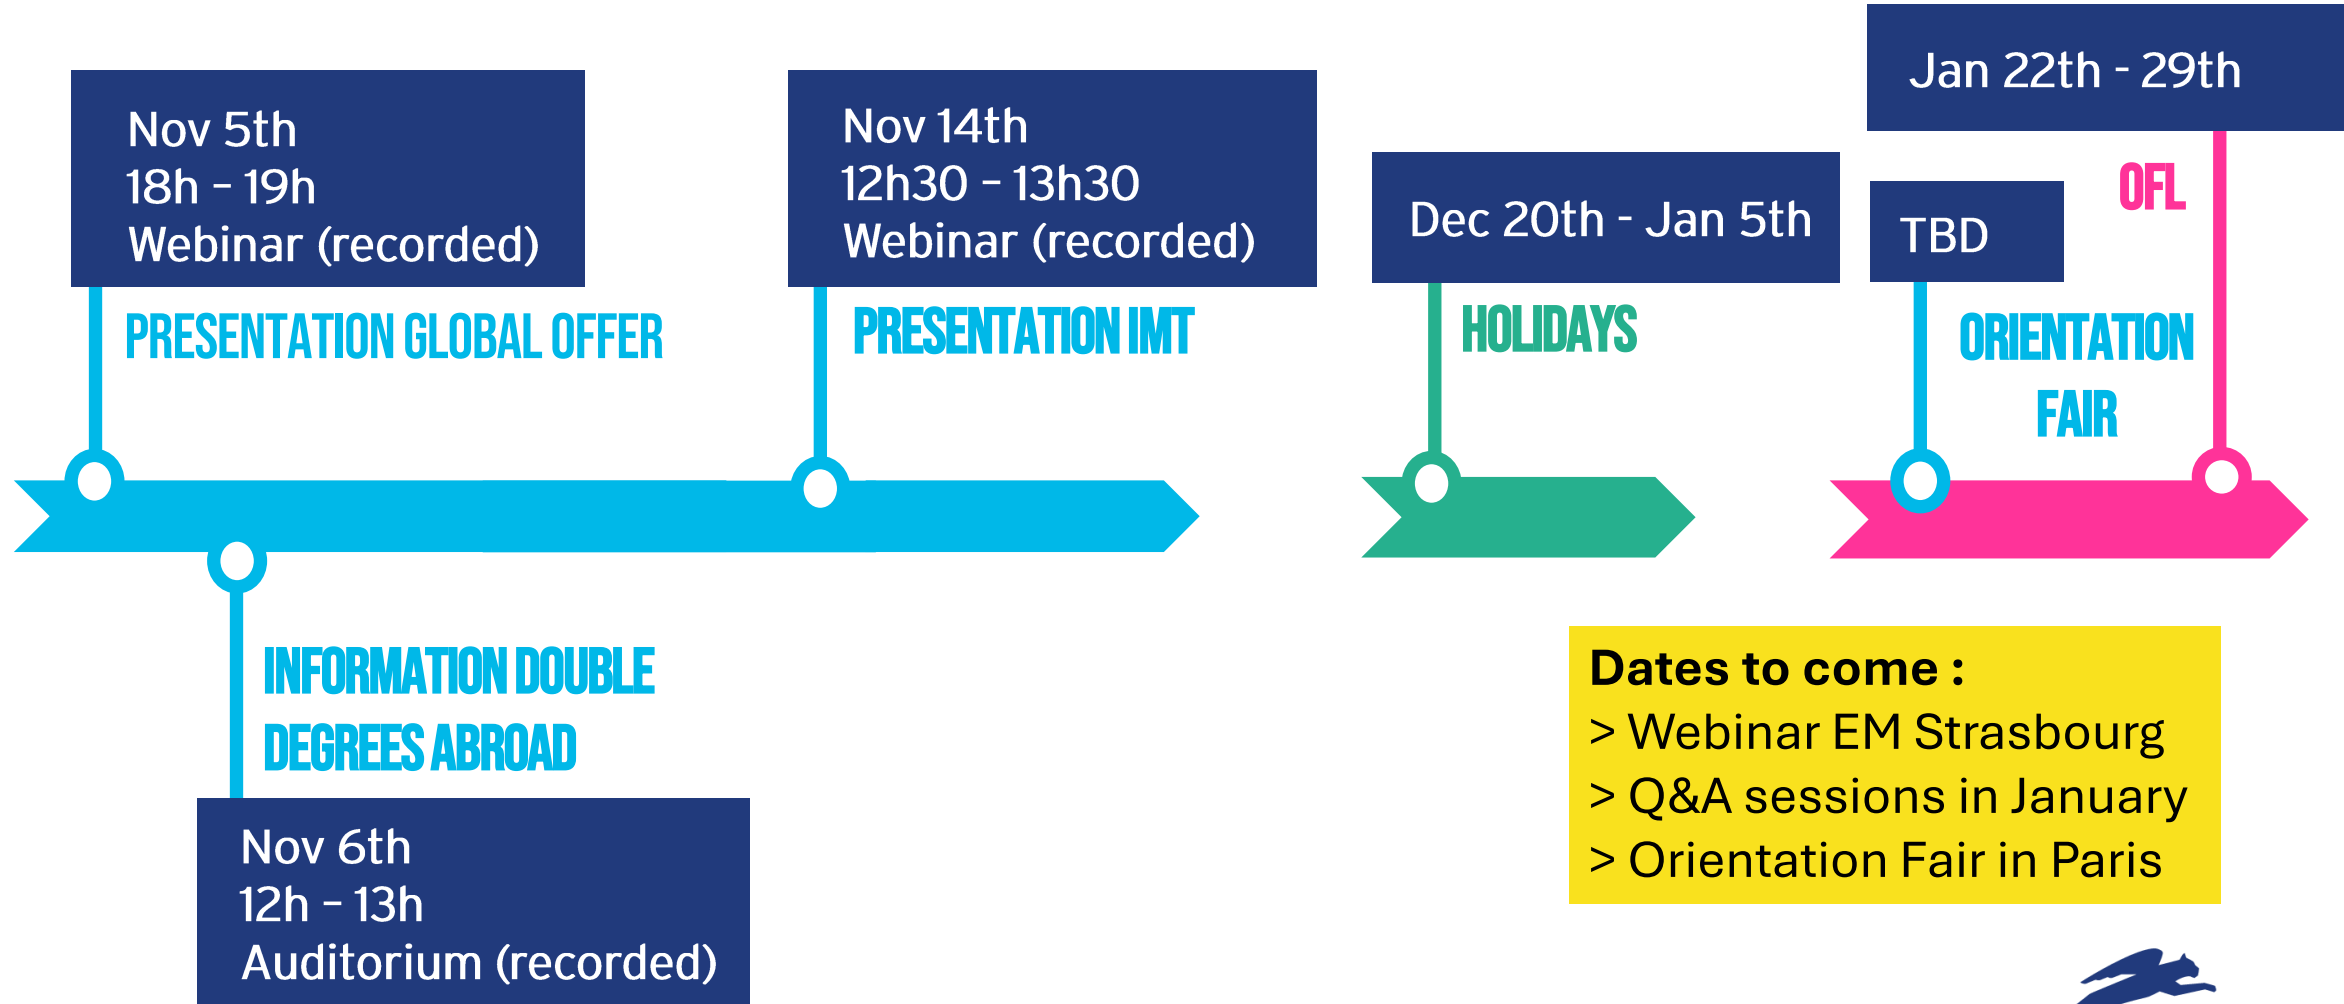 Nov 5th
18h – 19h
Webinar (recorded)
PRESENTATION GLOBAL OFFER
INFORMATION DOUBLE
DEGREES ABROAD
Nov 6th
12h – 13h
Auditorium (recorded)
Nov 14th
12h30 – 13h30
Webinar (recorded)
PRESENTATION IMT
Dec 20th - Jan 5th
HOLIDAYS
TBD
ORIENTATION
FAIR
Jan 22th - 29th
OFL
Dates to come :
> Webinar EM Strasbourg
> Q&A sessions in January
> Orientation Fair in Paris